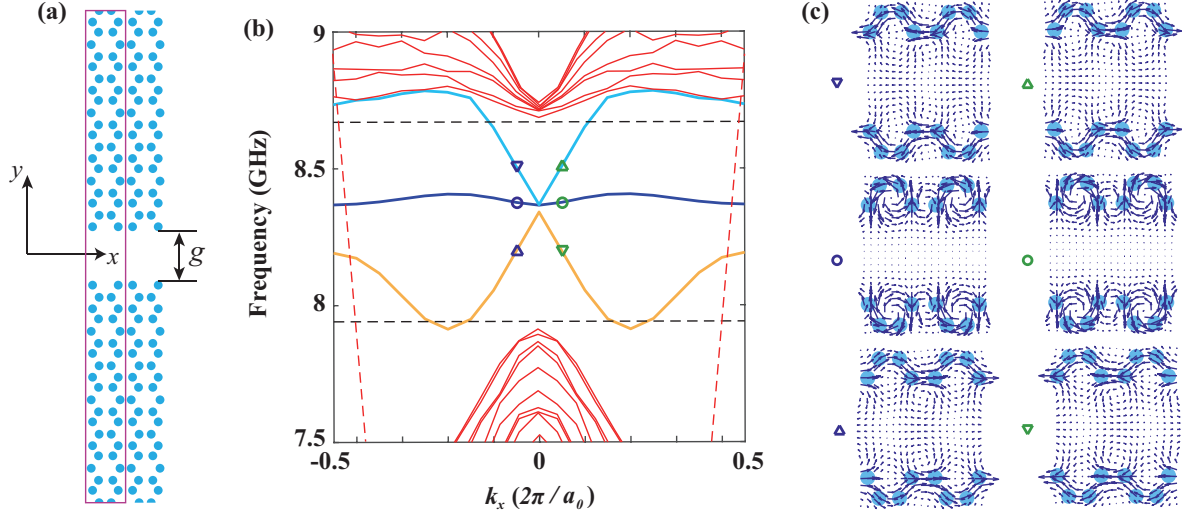 (a)
y
x
g
(b)
Frequency (GHz)
9
8.5
8
7.5
-0.5
0
0.5
k_x (2π / a_0)
(c)